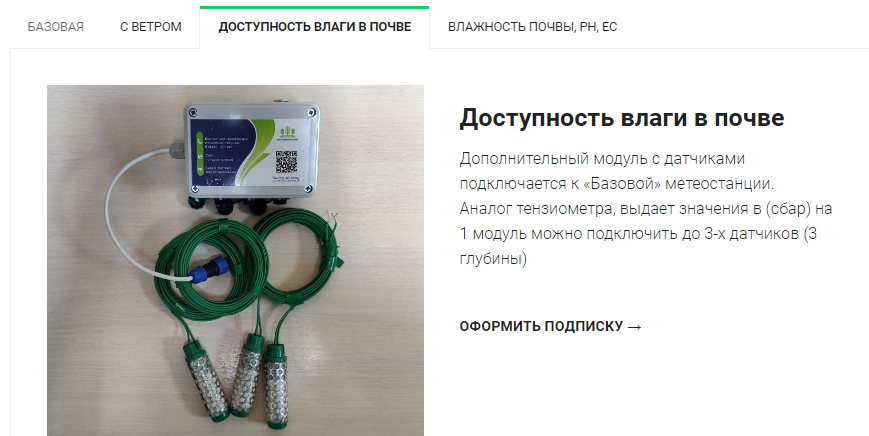 БАЗОВАЯ
С ВЕТРОМ
ДОСТУПНОСТЬ ВЛАГИ В ПОЧВЕ
ВЛАЖНОСТЬ ПОЧВЫ, PH, EC
Доступность влаги в почве
Дополнительный модуль с датчиками
подключается к «Базовой» метеостанции.
Аналог тензиометра, выдает значения в (сбар) на
1 модуль можно подключить до 3-х датчиков (3
глубины)
ОФОРМИТЬ ПОДПИСКУ →